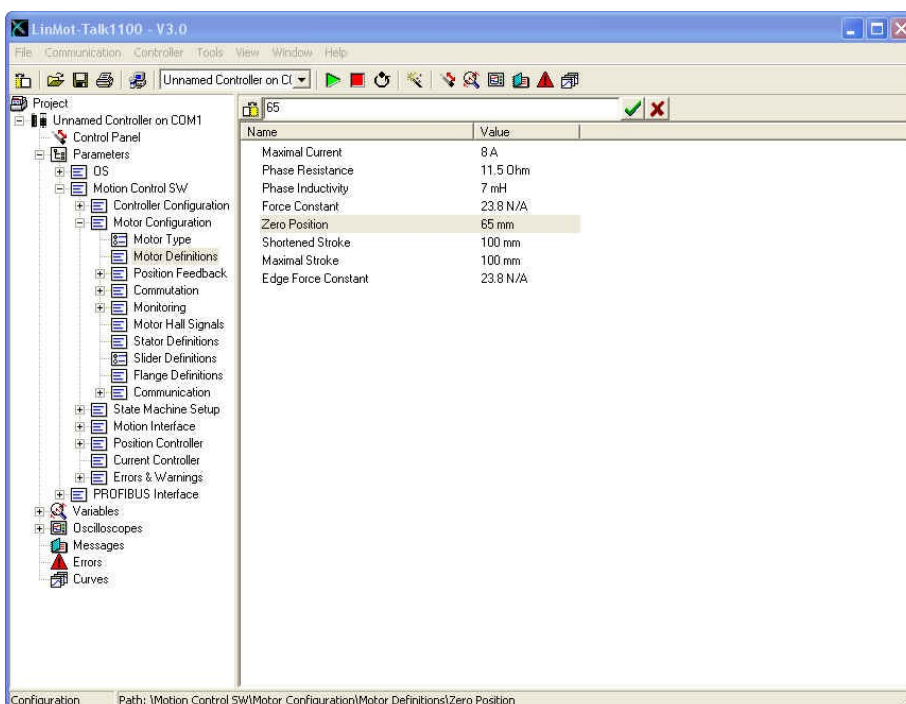 LinMot-Talk1100 - V3.0
File Communication Controller Tools View Window Help
Unnamed Controller on C(
Project
Unnamed Controller on COM1
Control Panel
Parameters
OS
Motion Control SW
Controller Configuration
Motor Configuration
Motor Type
Motor Definitions
Position Feedback
Commutation
Monitoring
Motor Hall Signals
Stator Definitions
Slider Definitions
Flange Definitions
Communication
State Machine Setup
Motion Interface
Position Controller
Current Controller
Errors & Warnings
PROFIBUS Interface
Variables
Oscilloscopes
Messages
Errors
Curves
65
Name Value
Maximal Current 8 A
Phase Resistance 11.5 Ohm
Phase Inductivity 7 mH
Force Constant 23.8 N/A
Zero Position 65 mm
Shortened Stroke 100 mm
Maximal Stroke 100 mm
Edge Force Constant 23.8 N/A
Configuration Path: \Motion Control SW\Motor Configuration\Motor Definitions\Zero Position